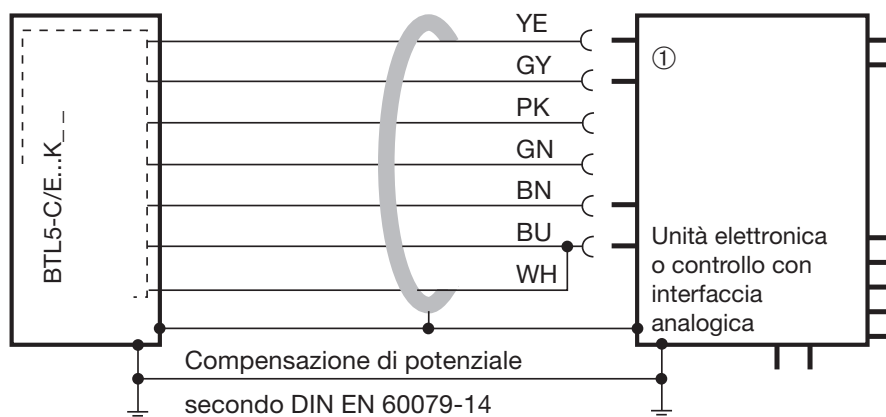 YE
GY
PK
GN
BN
BU
WH
BTL5-C/E...K_ _
①
Unità elettronica
o controllo con
interfaccia
analogica
Compensazione di potenziale
secondo DIN EN 60079-14